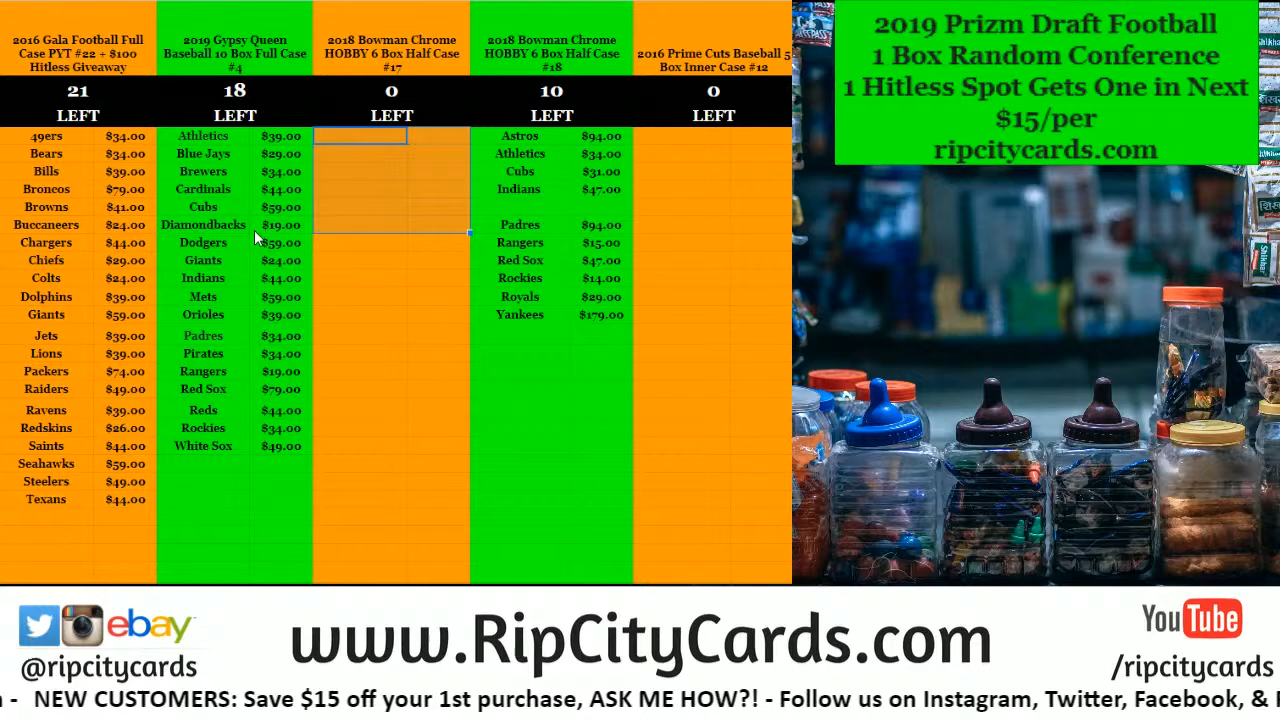 2016 Gala Football Full
Case PYT #22 + $100
Hitless Giveaway
21
LEFT
49ers $34.00
Bears $34.00
Bills $39.00
Broncos $79.00
Browns $41.00
Buccaneers $24.00
Chargers $44.00
Chiefs $29.00
Colts $24.00
Dolphins $39.00
Giants $59.00
Jets $39.00
Lions $39.00
Packers $74.00
Raiders $49.00
Ravens $39.00
Redskins $26.00
Saints $44.00
Seahawks $59.00
Steelers $49.00
Texans $44.00
2019 Gypsy Queen
Baseball 10 Box Full Case
#4
18
LEFT
Athletics $39.00
Blue Jays $29.00
Brewers $34.00
Cardinals $44.00
Cubs $59.00
Diamondbacks $19.00
Dodgers $59.00
Giants $24.00
Indians $44.00
Mets $59.00
Orioles $39.00
Padres $34.00
Pirates $34.00
Rangers $19.00
Red Sox $79.00
Reds $44.00
Rockies $34.00
White Sox $49.00
2018 Bowman Chrome
HOBBY 6 Box Half Case
#17
0
LEFT
2018 Bowman Chrome
HOBBY 6 Box Half Case
#18
10
LEFT
Astros $94.00
Athletics $34.00
Cubs $31.00
Indians $47.00
Padres $94.00
Rangers $15.00
Red Sox $47.00
Rockies $14.00
Royals $29.00
Yankees $179.00
2016 Prime Cuts Baseball 5
Box Inner Case #12
0
LEFT
2019 Prizm Draft Football
1 Box Random Conference
1 Hitless Spot Gets One in Next
$15/per
ripcitycards.com
Shikhar
ebay
@ripcitycards
www.RipCityCards.com
YouTube
/ripcitycards
- NEW CUSTOMERS: Save $15 off your 1st purchase, ASK ME HOW?! - Follow us on Instagram, Twitter, Facebook, &